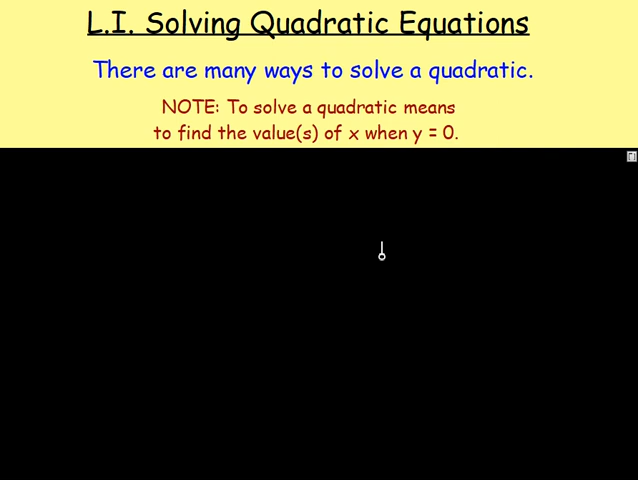 L.I. Solving Quadratic Equations
There are many ways to solve a quadratic.
NOTE: To solve a quadratic means
to find the value(s) of x when y = 0.